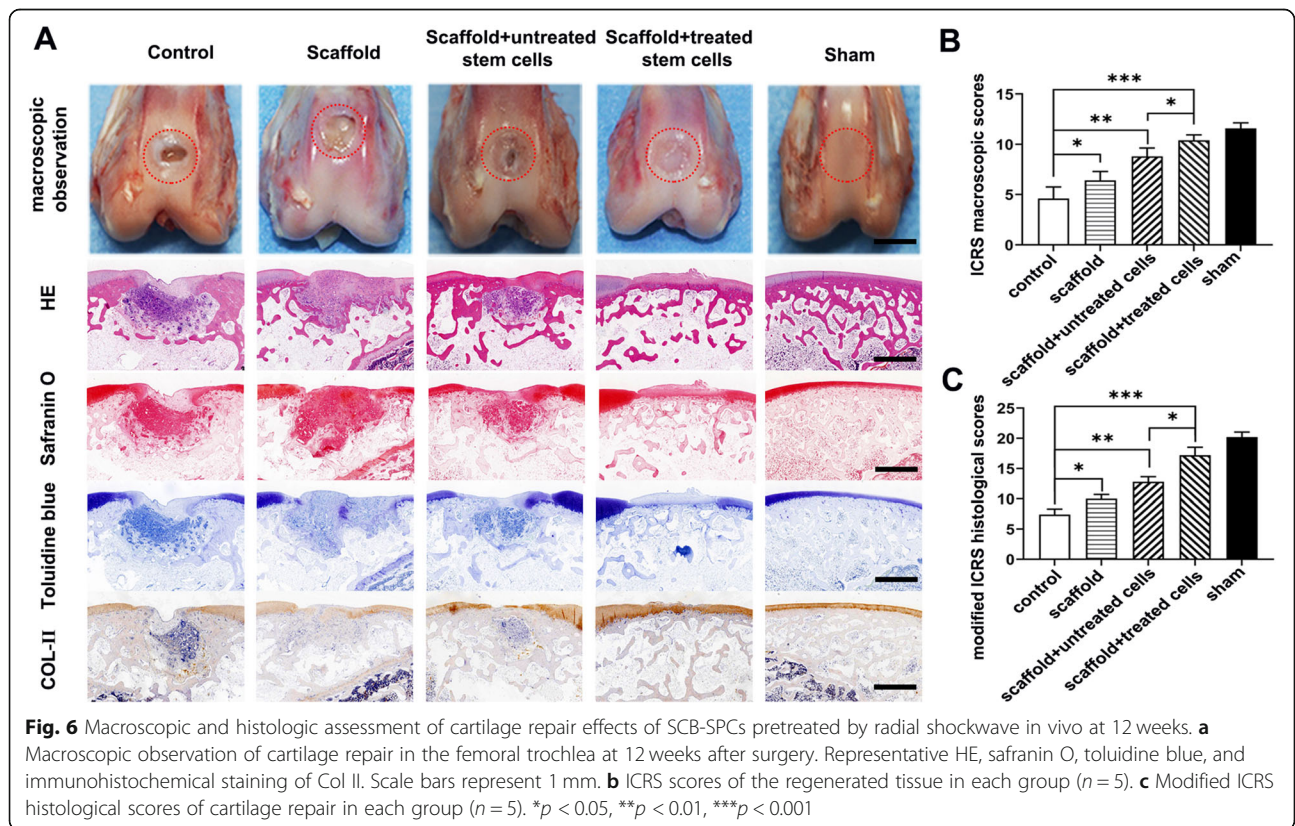 A
Control
Scaffold
Scaffold+untreated
stem cells
Scaffold+treated
stem cells
Sham
macroscopic
observation
HE
Safranin O
Toluidine blue
COL-II
B
ICRS macroscopic scores
15
10
5
0
***
**
*
*
control
scaffold
scaffold+untreated cells
scaffold+treated cells
sham
C
modified ICRS histological scores
25
20
15
10
5
0
***
**
*
*
control
scaffold
scaffold+untreated cells
scaffold+treated cells
sham
Fig. 6 Macroscopic and histologic assessment of cartilage repair effects of SCB-SPCs pretreated by radial shockwave in vivo at 12 weeks. a
Macroscopic observation of cartilage repair in the femoral trochlea at 12 weeks after surgery. Representative HE, safranin O, toluidine blue, and
immunohistochemical staining of Col II. Scale bars represent 1 mm. b ICRS scores of the regenerated tissue in each group (n = 5). c Modified ICRS
histological scores of cartilage repair in each group (n = 5). *p < 0.05, **p < 0.01, ***p < 0.001